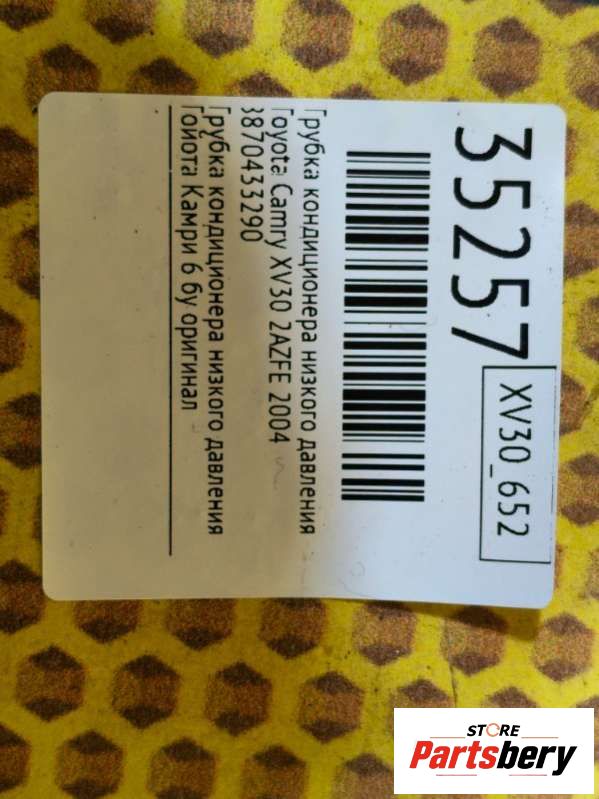 35257
XV30_652
Трубка кондиционера низкого давления
Toyota Camry XV30 2AZFE 2004
8870433290
Трубка кондиционера низкого давления
Тойота Камри 6 бу оригинал
STORE
Partsbery